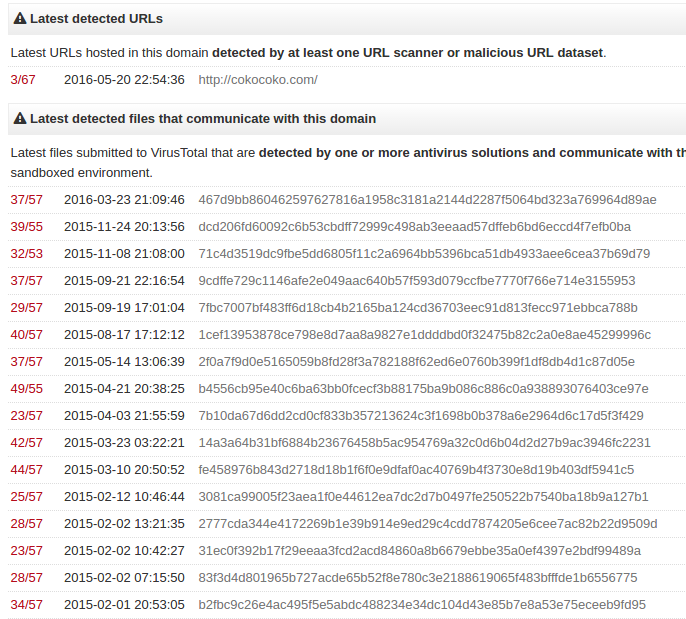 Latest detected URLs
Latest URLs hosted in this domain detected by at least one URL scanner or malicious URL dataset.
3/67 2016-05-20 22:54:36 http://cokocoko.com/
Latest detected files that communicate with this domain
Latest files submitted to VirusTotal that are detected by one or more antivirus solutions and communicate with th
sandboxed environment.
37/57 2016-03-23 21:09:46 467d9bb860462597627816a1958c3181a2144d2287f5064bd323a769964d89ae
39/55 2015-11-24 20:13:56 dcd206fd60092c6b53cbdff72999c498ab3eeaad57dffeb6bd6eccd4f7efb0ba
32/53 2015-11-08 21:08:00 71c4d3519dc9fbe5dd6805f11c2a6964bb5396bca51db4933aee6cea37b69d79
37/57 2015-09-21 22:16:54 9cdffe729c1146afe2e049aac640b57f593d079ccfbe7770f766e714e3155953
29/57 2015-09-19 17:01:04 7fbc7007bf483ff6d18cb4b2165ba124cd36703eec91d813fecc971ebbca788b
40/57 2015-08-17 17:12:12 1cef13953878ce798e8d7aa8a9827e1ddddbd0f32475b82c2a0e8ae45299996c
37/57 2015-05-14 13:06:39 2f0a7f9d0e5165059b8fd28f3a782188f62ed6e0760b399f1df8db4d1c87d05e
49/55 2015-04-21 20:38:25 b4556cb95e40c6ba63bb0fcecf3b88175ba9b086c886c0a938893076403ce97e
23/57 2015-04-03 21:55:59 7b10da67d6dd2cd0cf833b357213624c3f1698b0b378a6e2964d6c17d5f3f429
42/57 2015-03-23 03:22:21 14a3a64b31bf6884b23676458b5ac954769a32c0d6b04d2d27b9ac3946fc2231
44/57 2015-03-10 20:50:52 fe458976b843d2718d18b1f6f0e9dfaf0ac40769b4f3730e8d19b403df5941c5
25/57 2015-02-12 10:46:44 3081ca99005f23aea1f0e44612ea7dc2d7b0497fe250522b7540ba18b9a127b1
28/57 2015-02-02 13:21:35 2777cda344e4172269b1e39b914e9ed29c4cdd7874205e6cee7ac82b22d9509d
23/57 2015-02-02 10:42:27 31ec0f392b17f29eeaa3fcd2acd84860a8b6679ebbe35a0ef4397e2bdf99489a
28/57 2015-02-02 07:15:50 83f3d4d801965b727acde65b52f8e780c3e2188619065f483bfffde1b6556775
34/57 2015-02-01 20:53:05 b2fbc9c26e4ac495f5e5abdc488234e34dc104d43e85b7e8a53e75eceeb9fd95